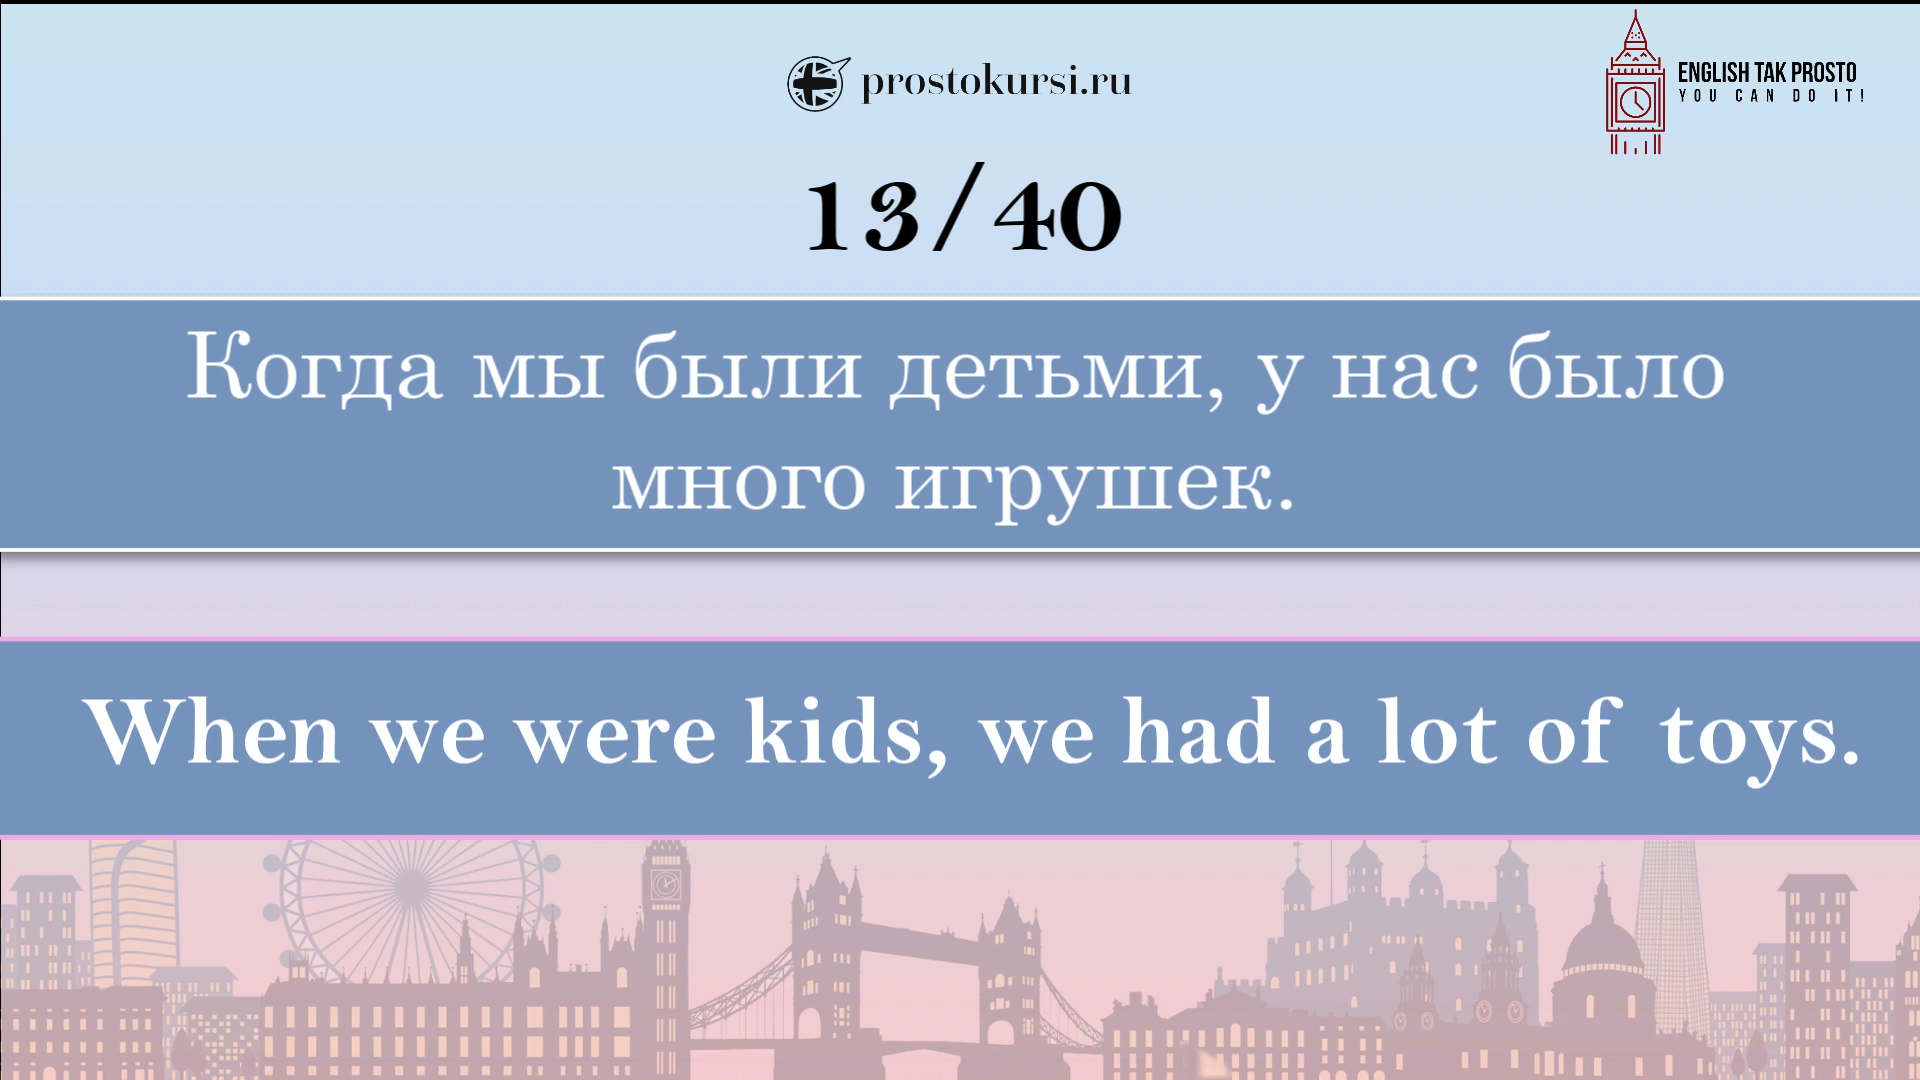 prostokursi.ru
ENGLISH TAK PROSTO
YOU CAN DO IT!
13/40
Когда мы были детьми, у нас было
много игрушек.
When we were kids, we had a lot of toys.